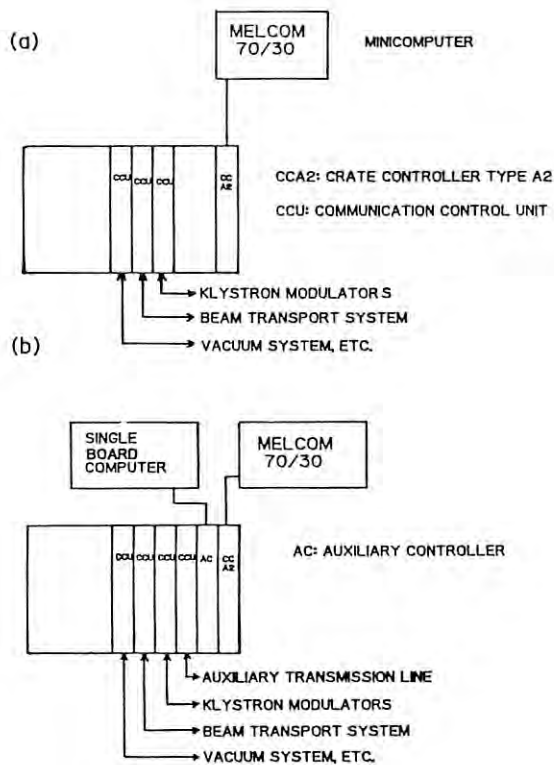 (a)
MELCOM
70/30
MINICOMPUTER
CCU
CCU
CCU
CC
A2
CCA2: CRATE CONTROLLER TYPE A2
CCU: COMMUNICATION CONTROL UNIT
KLYSTRON MODULATORS
BEAM TRANSPORT SYSTEM
VACUUM SYSTEM, ETC.
(b)
SINGLE
BOARD
COMPUTER
MELCOM
70/30
CCU
CCU
CCU
CCU
AC
CC
A2
AC: AUXILIARY CONTROLLER
AUXILIARY TRANSMISSION LINE
KLYSTRON MODULATORS
BEAM TRANSPORT SYSTEM
VACUUM SYSTEM, ETC.